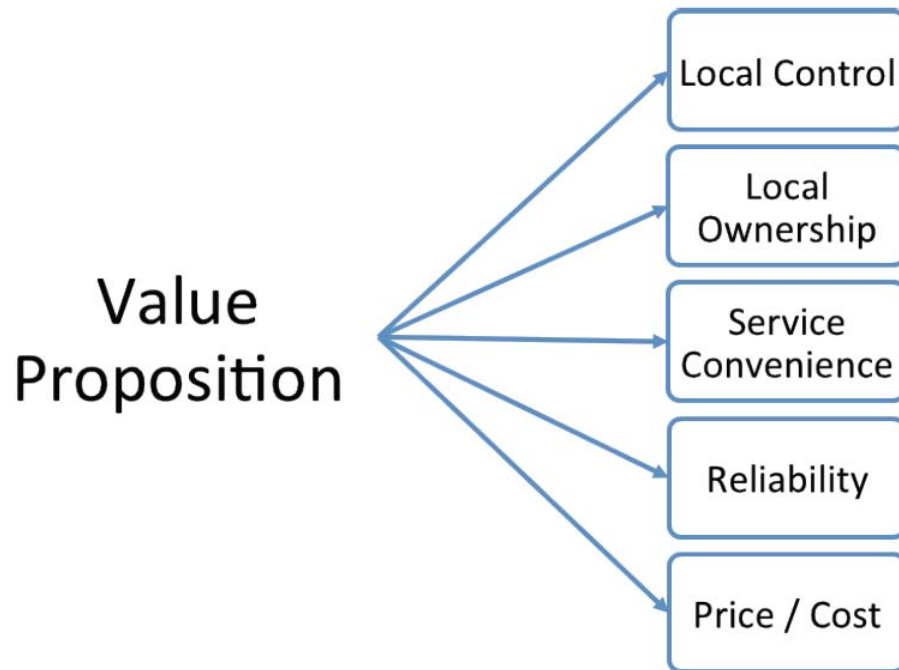 Value
Proposition
Local Control
Local
Ownership
Service
Convenience
Reliability
Price / Cost